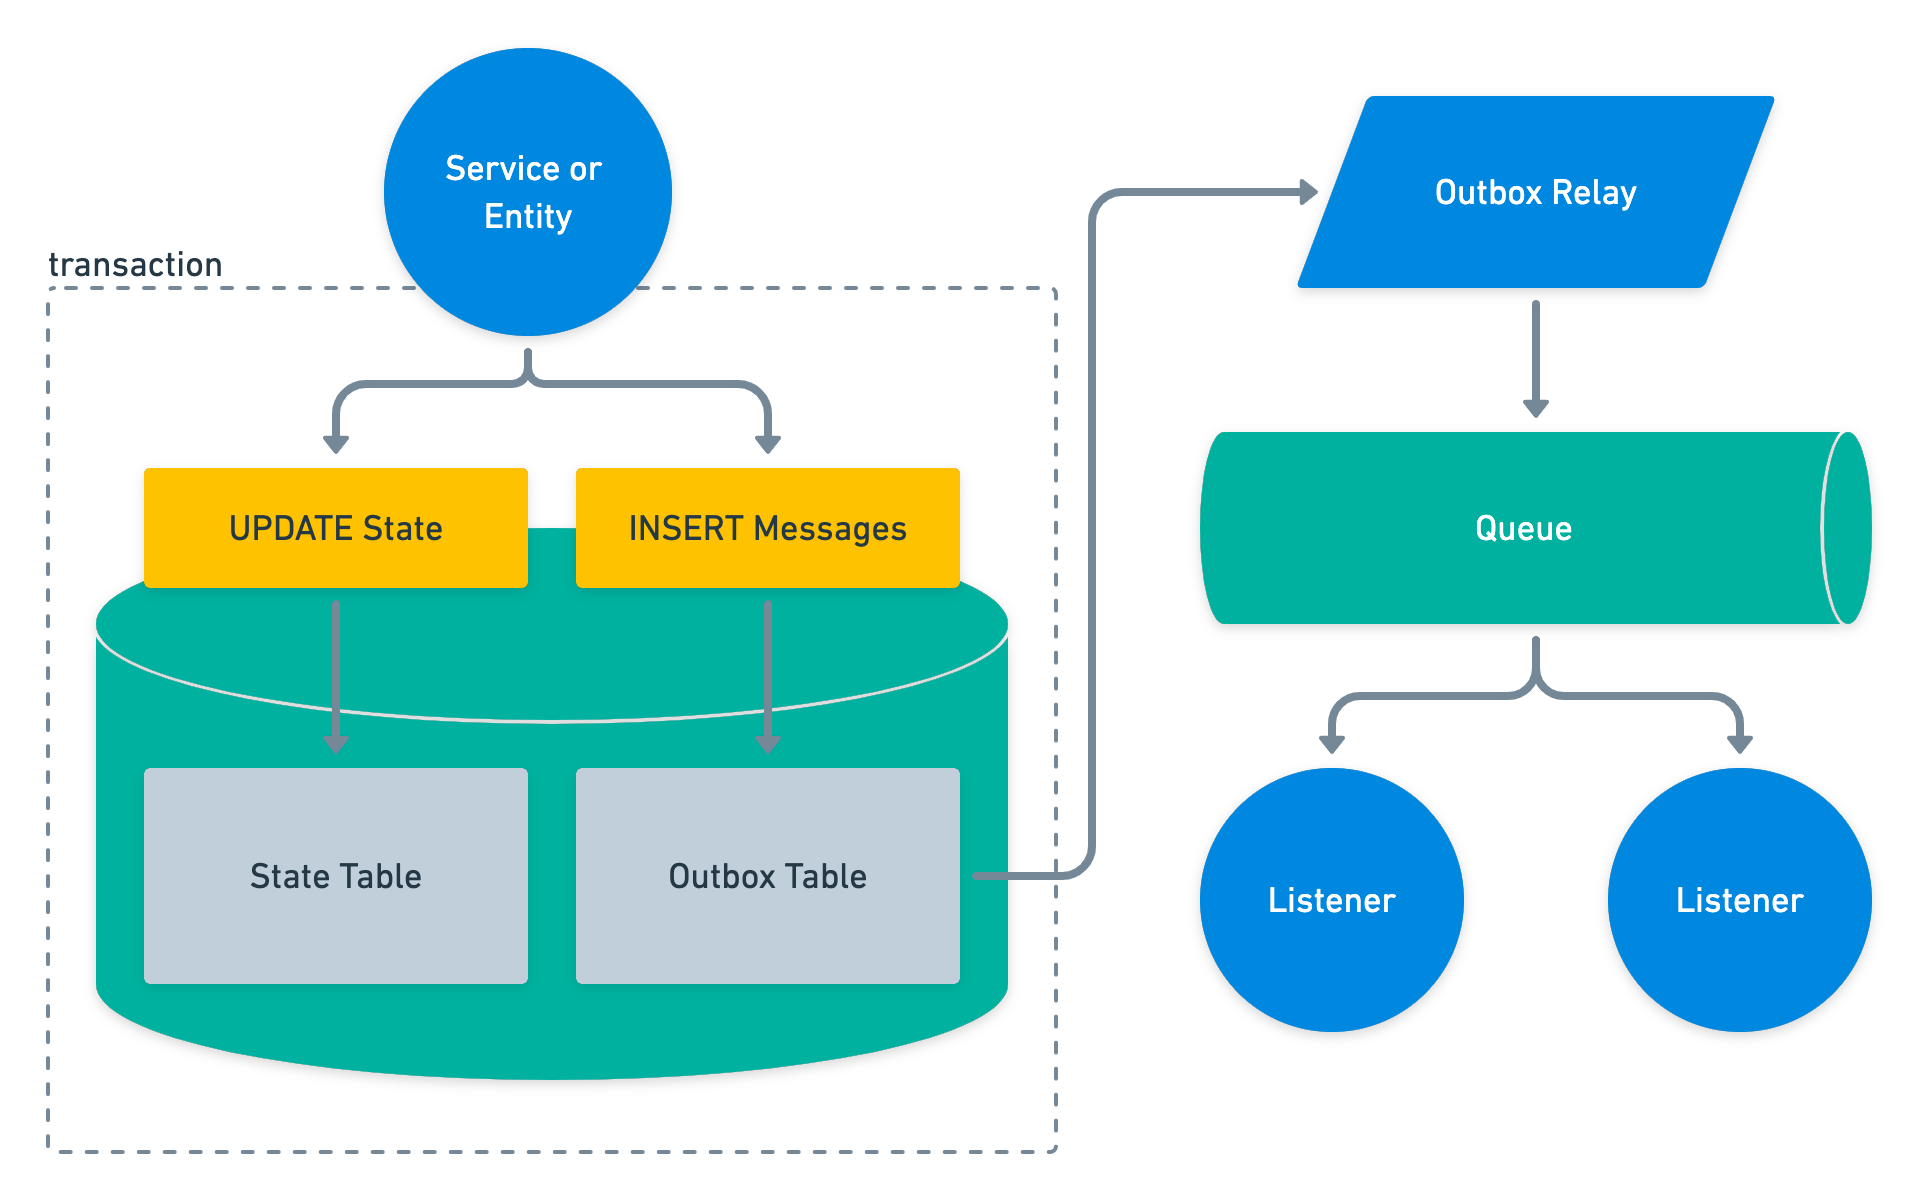 Service or
Entity
transaction
UPDATE State
INSERT Messages
State Table
Outbox Table
Outbox Relay
Queue
Listener
Listener